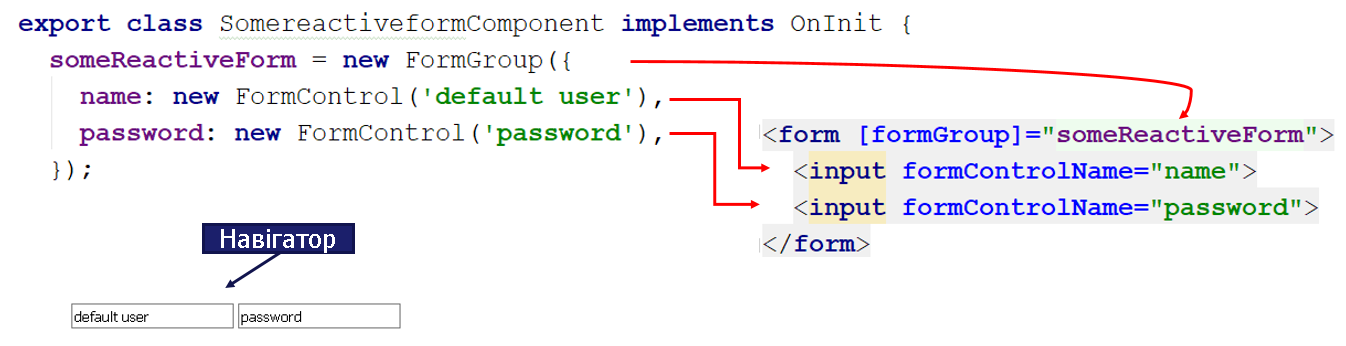 export class SomereactiveformComponent implements OnInit {
someReactiveForm = new FormGroup({
name: new FormControl('default user'),
password: new FormControl('password'),
});
<form [formGroup]="someReactiveForm">
<input formControlName="name">
<input formControlName="password">
</form>
Навігатор
default user
password